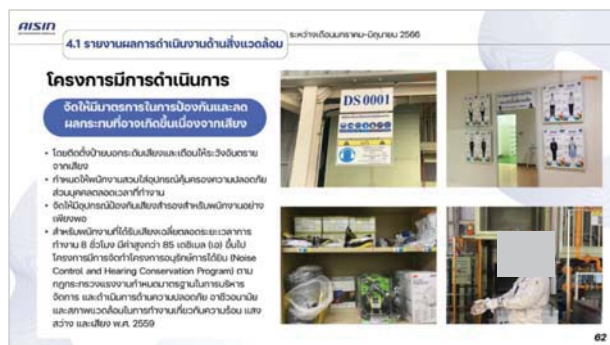 AISIN
4.1 รายงานผลการดำเนินงานด้านสิ่งแวดล้อม
ระหว่างเดือนมกราคม-มิถุนายน 2566
โครงการมีการดำเนินการ
จัดให้มีมาตรการในการป้องกันและลด
ผลกระทบที่อาจเกิดขึ้นเนื่องจากเสียง
• โดยติดตั้งป้ายบอกระดับเสียงและเตือนให้ระวังอันตราย
จากเสียง
• กำหนดให้พนักงานสวมใส่อุปกรณ์คุ้มครองความปลอดภัย
ส่วนบุคคลตลอดเวลาที่ทำงาน
• จัดให้มีอุปกรณ์ป้องกันเสียงสำรองสำหรับพนักงานอย่าง
เพียงพอ
• สำหรับพนักงานที่ได้รับเสียงเฉลี่ยตลอดระยะเวลาการ
ทำงาน 8 ชั่วโมง มีค่าสูงกว่า 85 เดซิเบล (เอ) ขึ้นไป
โครงการมีการจัดทำโครงการอนุรักษ์การได้ยิน (Noise
Control and Hearing Conservation Program) ตาม
กฎกระทรวงแรงงานกำหนดมาตรฐานในการบริหาร
จัดการ และดำเนินการด้านความปลอดภัย อาชีวอนามัย
และสภาพแวดล้อมในการทำงานเกี่ยวกับความร้อน แสง
สว่าง และเสียง พ.ศ. 2559
DS0001
62